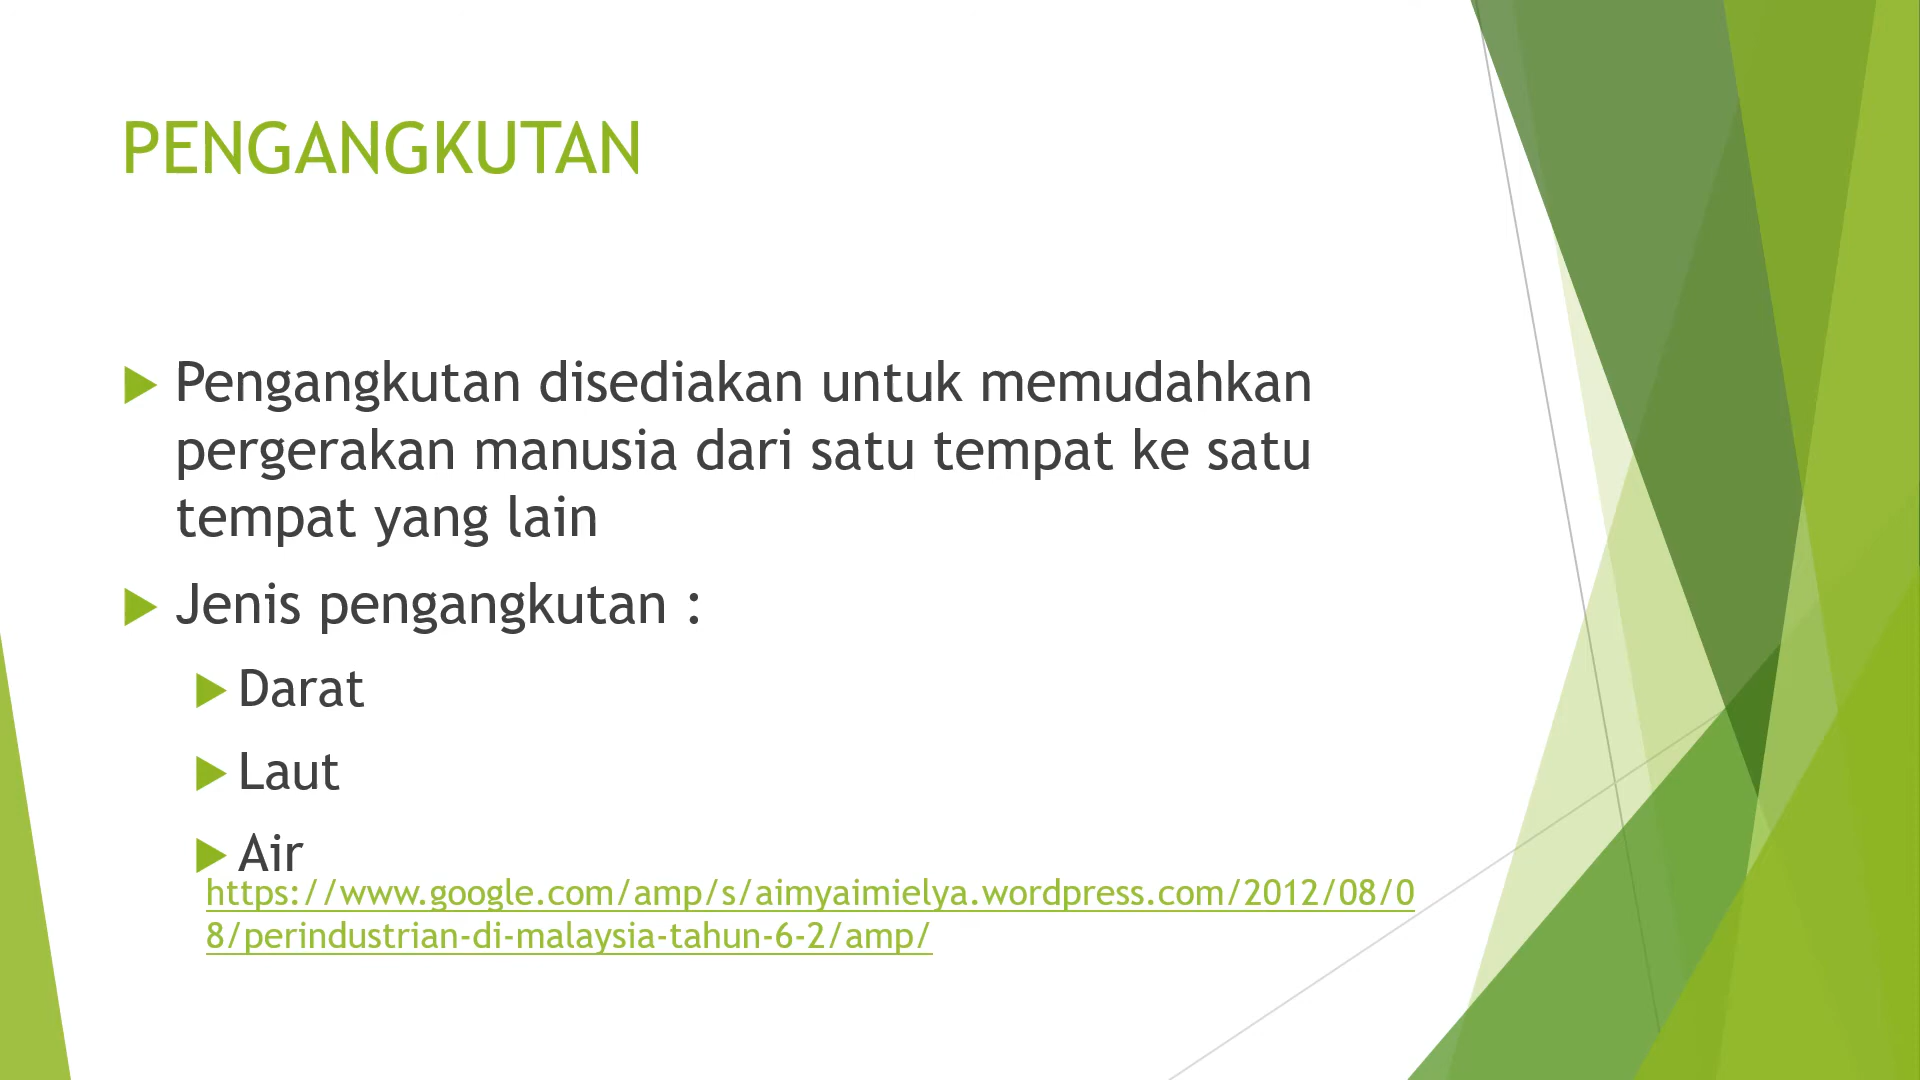 PENGANGKUTAN
Pengangkutan disediakan untuk memudahkan
pergerakan manusia dari satu tempat ke satu
tempat yang lain
Jenis pengangkutan :
Darat
Laut
Air
https://www.google.com/amp/s/aimyaimielya.wordpress.com/2012/08/0
8/perindustrian-di-malaysia-tahun-6-2/amp/